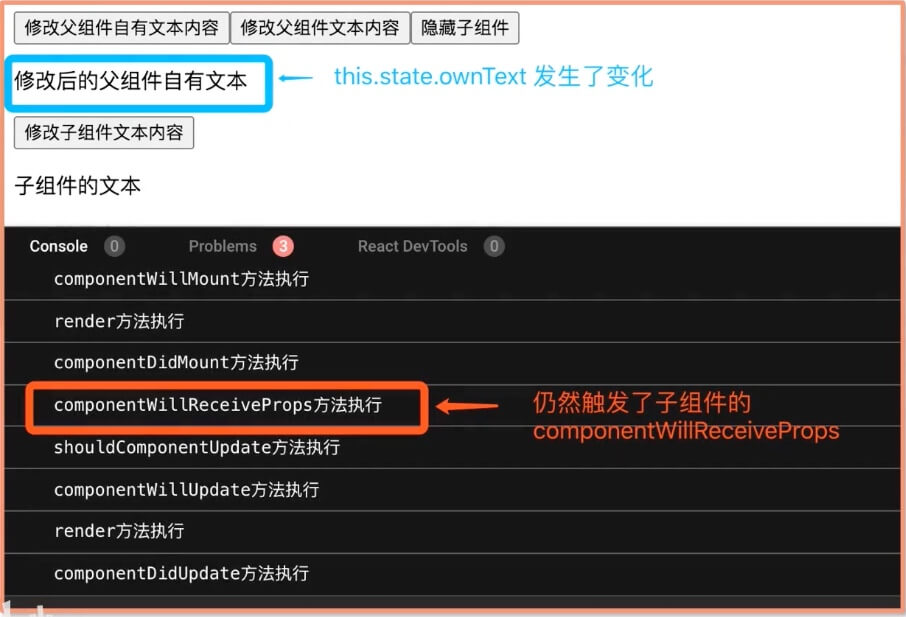 修改父组件自有文本内容 修改父组件文本内容 隐藏子组件
修改后的父组件自有文本 this.state.ownText 发生了变化
修改子组件文本内容
子组件的文本
Console 0 Problems 3 React DevTools 0
componentWillMount方法执行
render方法执行
componentDidMount方法执行
componentWillReceiveProps方法执行 仍然触发了子组件的
componentWillReceiveProps
shouldComponentUpdate方法执行
componentWillUpdate方法执行
render方法执行
componentDidUpdate方法执行